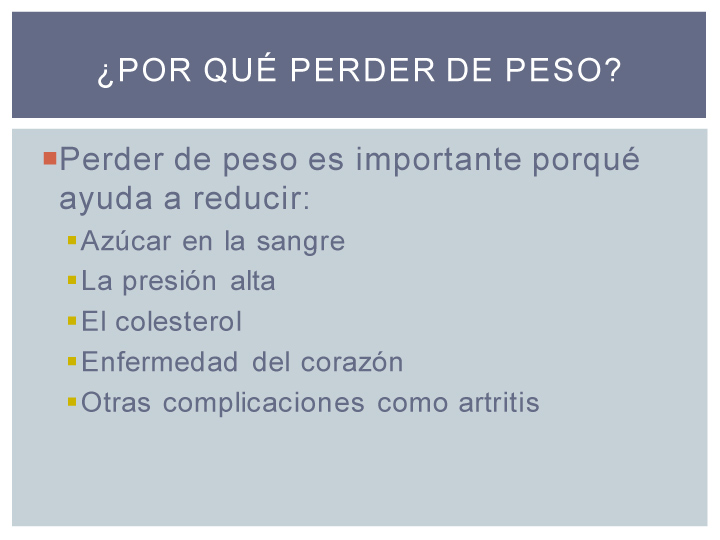 ¿POR QUÉ PERDER DE PESO?
Perder de peso es importante porqué
ayuda a reducir:
Azúcar en la sangre
La presión alta
El colesterol
Enfermedad del corazón
Otras complicaciones como artritis